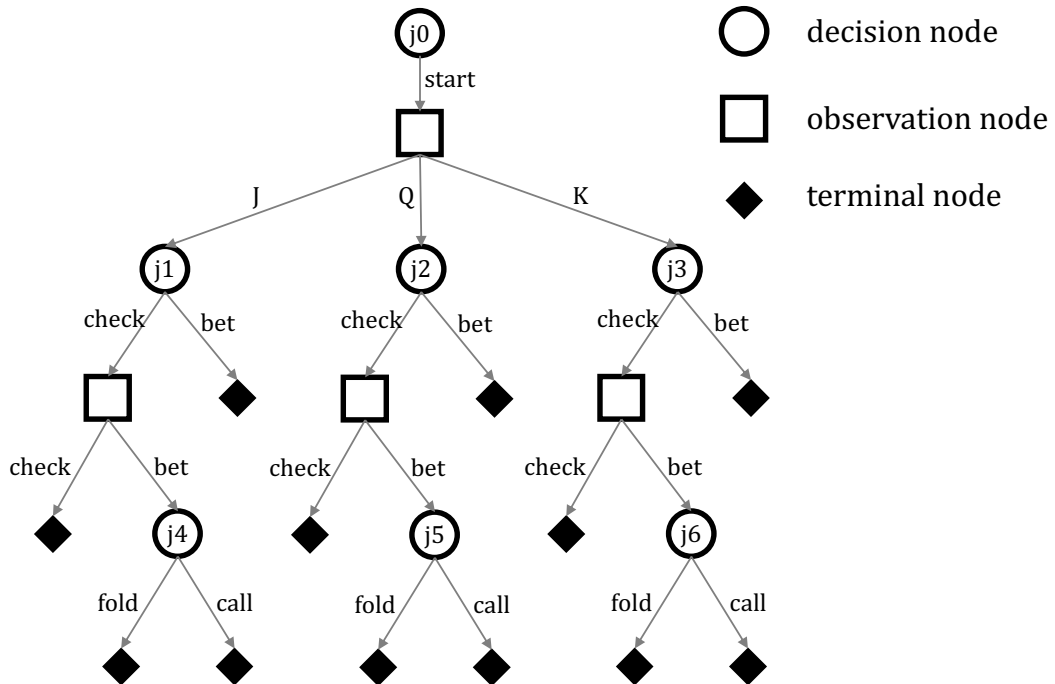 j0
decision node
start
observation node
J
Q
K
terminal node
j1
j2
j3
check
bet
check
bet
check
bet
check
bet
check
bet
check
bet
j4
j5
j6
fold
call
fold
call
fold
call